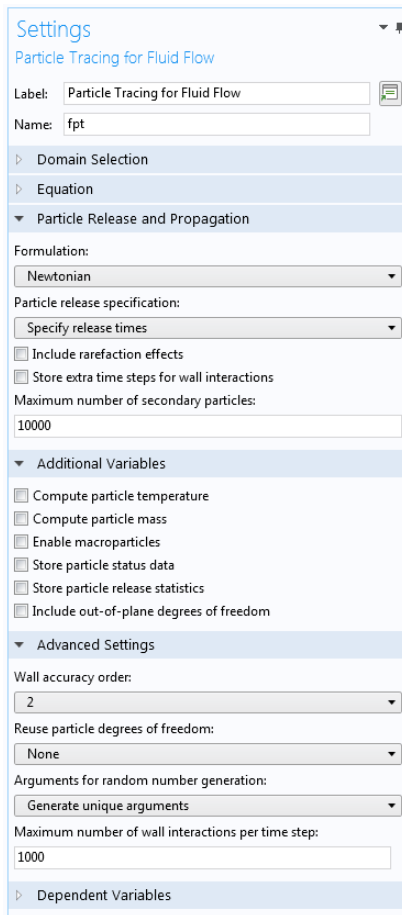 Settings
Particle Tracing for Fluid Flow
Label: Particle Tracing for Fluid Flow
Name: fpt
Domain Selection
Equation
Particle Release and Propagation
Formulation:
Newtonian
Particle release specification:
Specify release times
Include rarefaction effects
Store extra time steps for wall interactions
Maximum number of secondary particles:
10000
Additional Variables
Compute particle temperature
Compute particle mass
Enable macroparticles
Store particle status data
Store particle release statistics
Include out-of-plane degrees of freedom
Advanced Settings
Wall accuracy order:
2
Reuse particle degrees of freedom:
None
Arguments for random number generation:
Generate unique arguments
Maximum number of wall interactions per time step:
1000
Dependent Variables